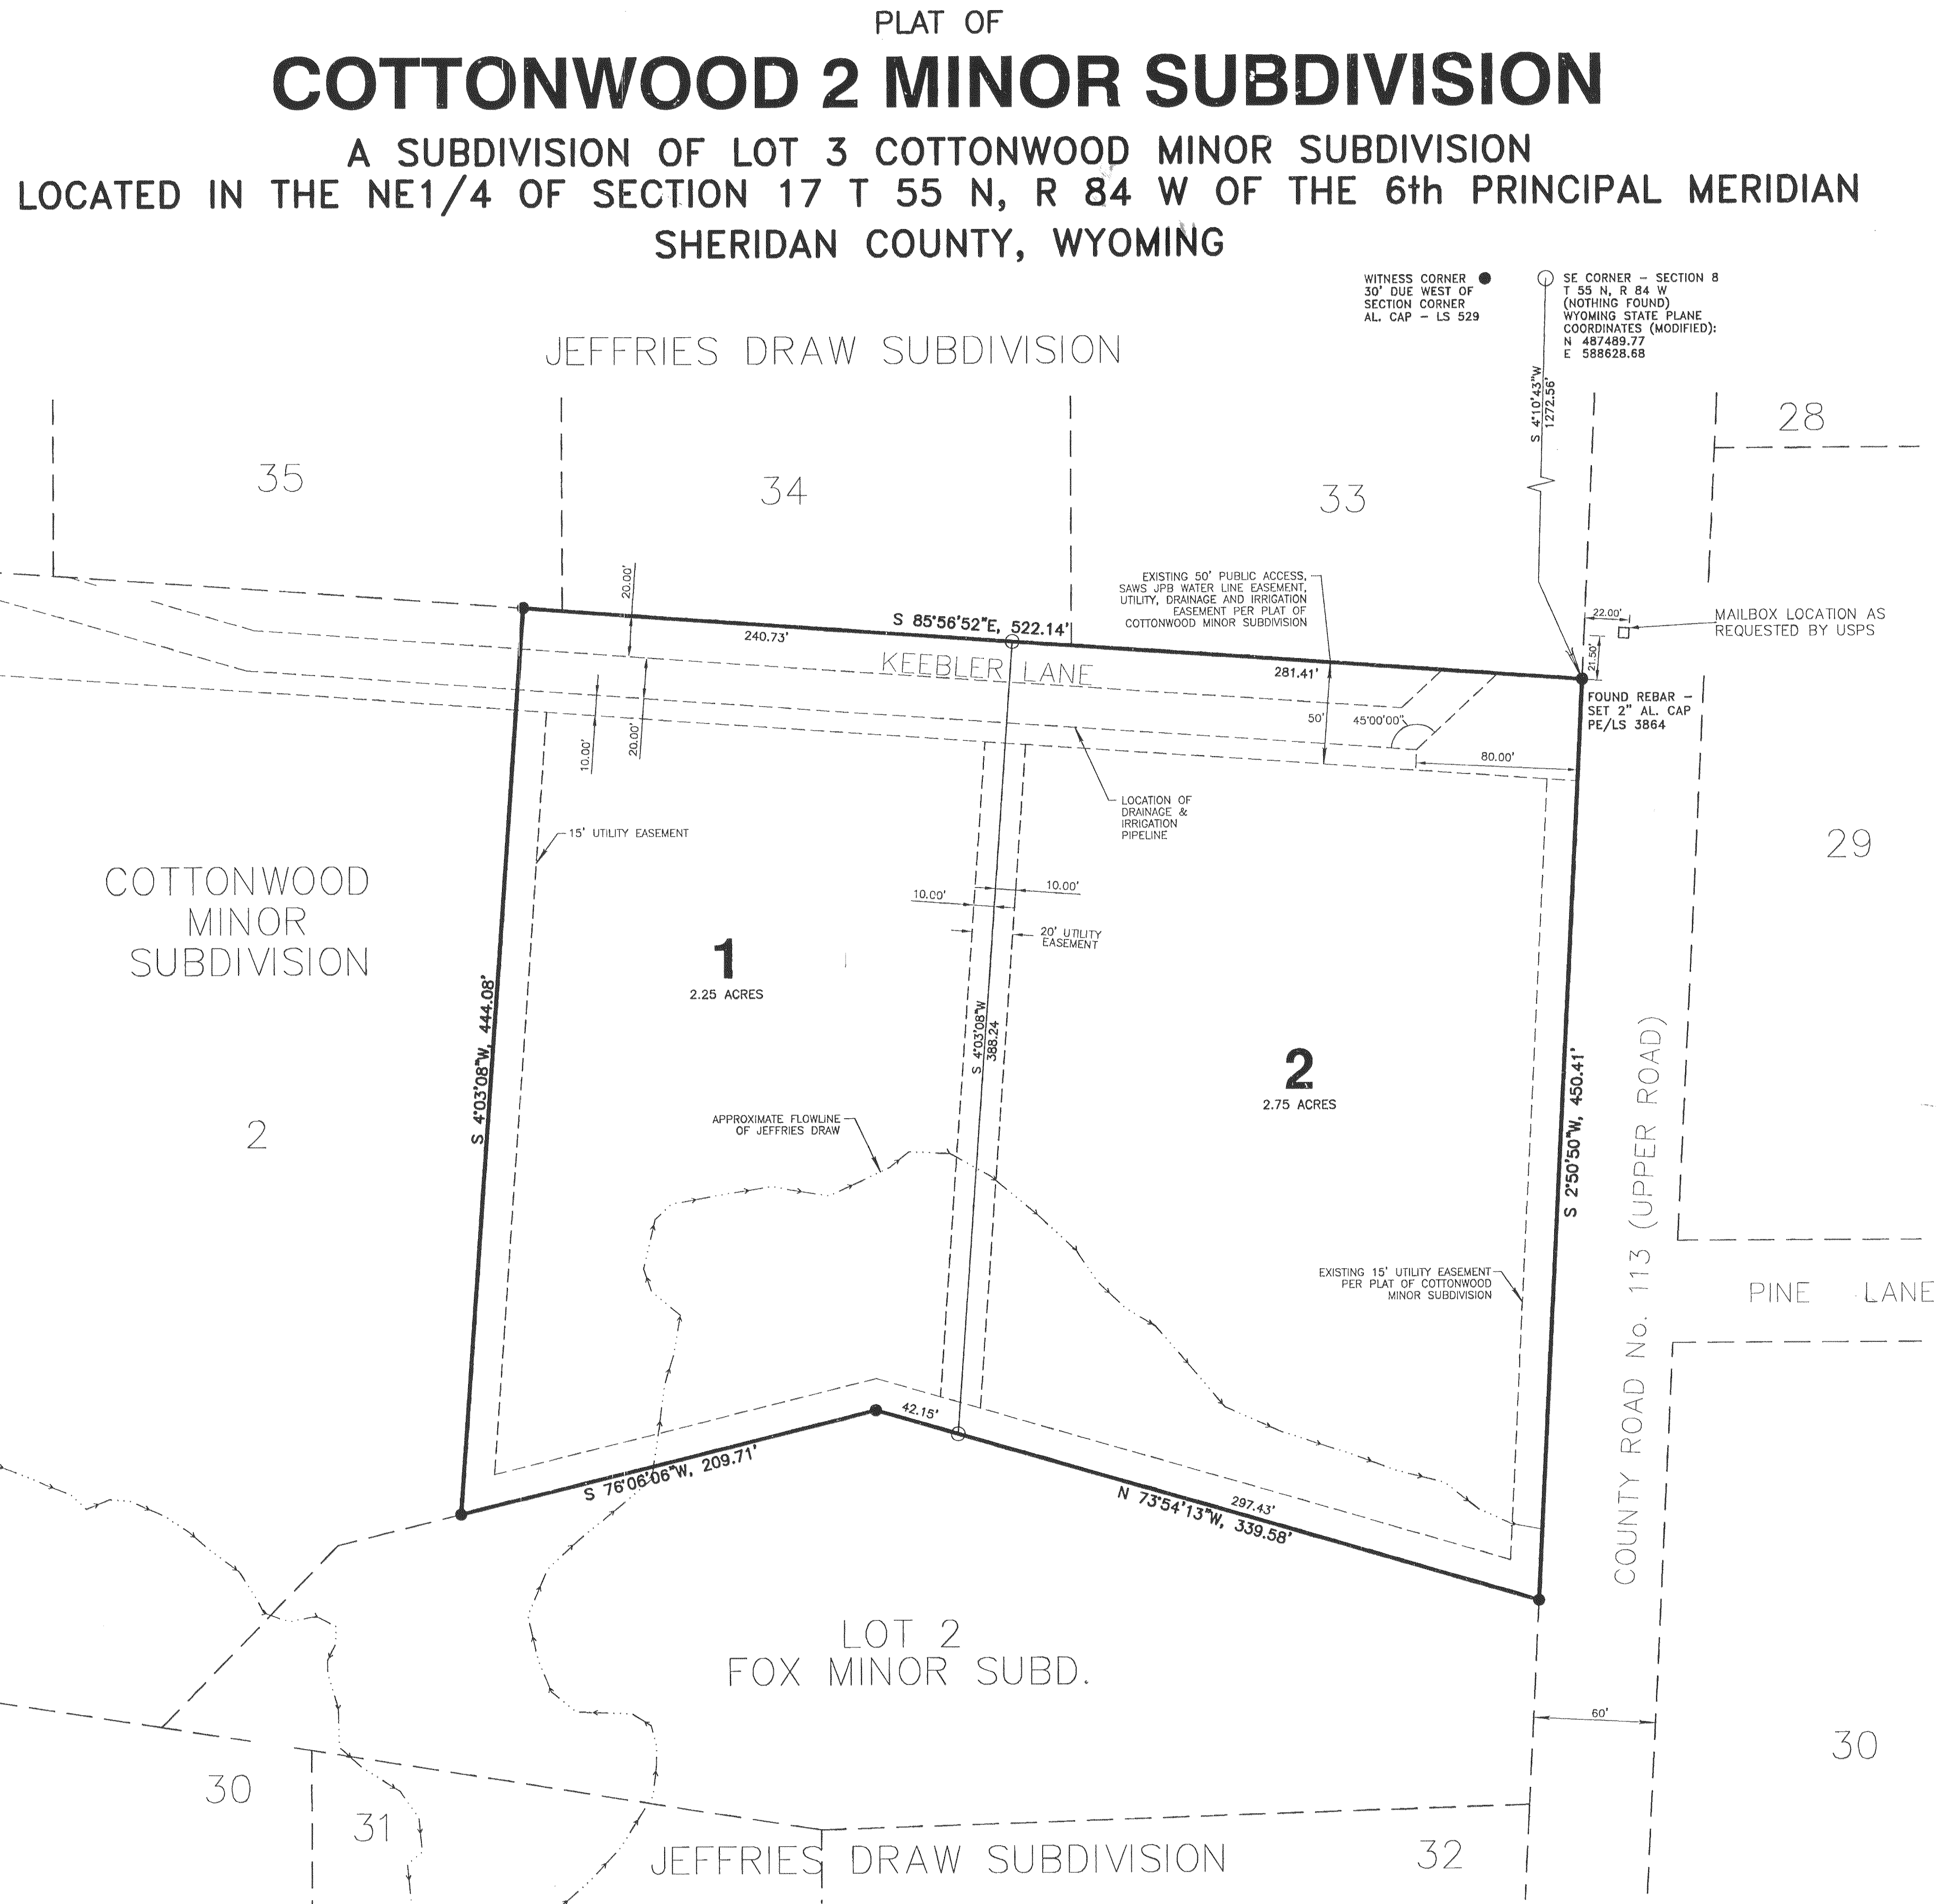 PLAT OF
COTTONWOOD 2 MINOR SUBDIVISION
A SUBDIVISION OF LOT 3 COTTONWOOD MINOR SUBDIVISION
LOCATED IN THE NE1/4 OF SECTION 17 T 55 N, R 84 W OF THE 6th PRINCIPAL MERIDIAN
SHERIDAN COUNTY, WYOMING
WITNESS CORNER
30' DUE WEST OF
SECTION CORNER
AL. CAP – LS 529
SE CORNER – SECTION 8
T 55 N, R 84 W
(NOTHING FOUND)
WYOMING STATE PLANE
COORDINATES (MODIFIED):
N 487489.77
E 588628.68
JEFFRIES DRAW SUBDIVISION
S 4°10'43"W
1272.56'
28
35
34
33
20.00'
EXISTING 50' PUBLIC ACCESS,
SAWS JPB WATER LINE EASEMENT,
UTILITY, DRAINAGE AND IRRIGATION
EASEMENT PER PLAT OF
COTTONWOOD MINOR SUBDIVISION
22.00'
MAILBOX LOCATION AS
REQUESTED BY USPS
21.50'
S 85°56'52"E, 522.14'
240.73'
KEEBLER LANE
281.41'
FOUND REBAR –
SET 2" AL. CAP
PE/LS 3864
50'
45°00'00"
10.00'
20.00'
80.00'
LOCATION OF
DRAINAGE &
IRRIGATION
PIPELINE
15' UTILITY EASEMENT
29
COTTONWOOD
MINOR
SUBDIVISION
10.00'
10.00'
20' UTILITY
EASEMENT
1
2.25 ACRES
S 4°03'08"W, 444.08'
S 4°03'08"W
388.24
2
2.75 ACRES
S 2°50'50"W, 450.41'
COUNTY ROAD No. 113 (UPPER ROAD)
APPROXIMATE FLOWLINE
OF JEFFRIES DRAW
2
EXISTING 15' UTILITY EASEMENT
PER PLAT OF COTTONWOOD
MINOR SUBDIVISION
PINE LANE
42.15'
S 76°06'06"W, 209.71'
297.43'
N 73°54'13"W, 339.58'
LOT 2
FOX MINOR SUBD.
60'
30
30
31
JEFFRIES DRAW SUBDIVISION
32